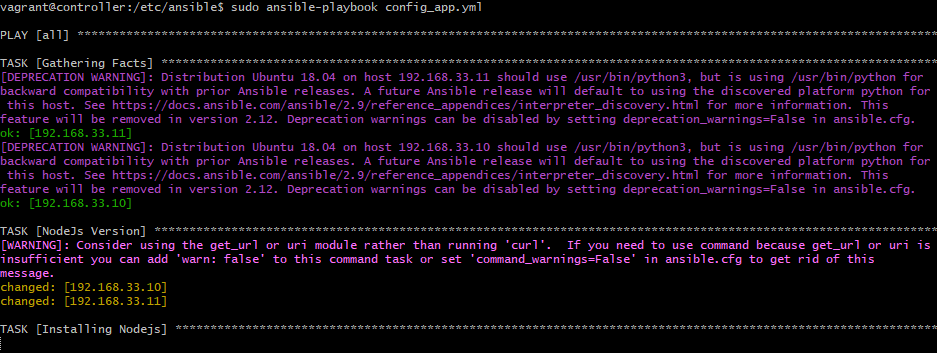 vagrant@controller:/etc/ansible$ sudo ansible-playbook config_app.yml
PLAY [all] ***************************************************************************************************************************
TASK [Gathering Facts] ***************************************************************************************************************
[DEPRECATION WARNING]: Distribution Ubuntu 18.04 on host 192.168.33.11 should use /usr/bin/python3, but is using /usr/bin/python for
backward compatibility with prior Ansible releases. A future Ansible release will default to using the discovered platform python for
 this host. See https://docs.ansible.com/ansible/2.9/reference_appendices/interpreter_discovery.html for more information. This
feature will be removed in version 2.12. Deprecation warnings can be disabled by setting deprecation_warnings=False in ansible.cfg.
ok: [192.168.33.11]
[DEPRECATION WARNING]: Distribution Ubuntu 18.04 on host 192.168.33.10 should use /usr/bin/python3, but is using /usr/bin/python for
backward compatibility with prior Ansible releases. A future Ansible release will default to using the discovered platform python for
 this host. See https://docs.ansible.com/ansible/2.9/reference_appendices/interpreter_discovery.html for more information. This
feature will be removed in version 2.12. Deprecation warnings can be disabled by setting deprecation_warnings=False in ansible.cfg.
ok: [192.168.33.10]
TASK [NodeJs Version] ****************************************************************************************************************
[WARNING]: Consider using the get_url or uri module rather than running 'curl'.  If you need to use command because get_url or uri is
insufficient you can add 'warn: false' to this command task or set 'command_warnings=False' in ansible.cfg to get rid of this
message.
changed: [192.168.33.10]
changed: [192.168.33.11]
TASK [Installing Nodejs] *************************************************************************************************************